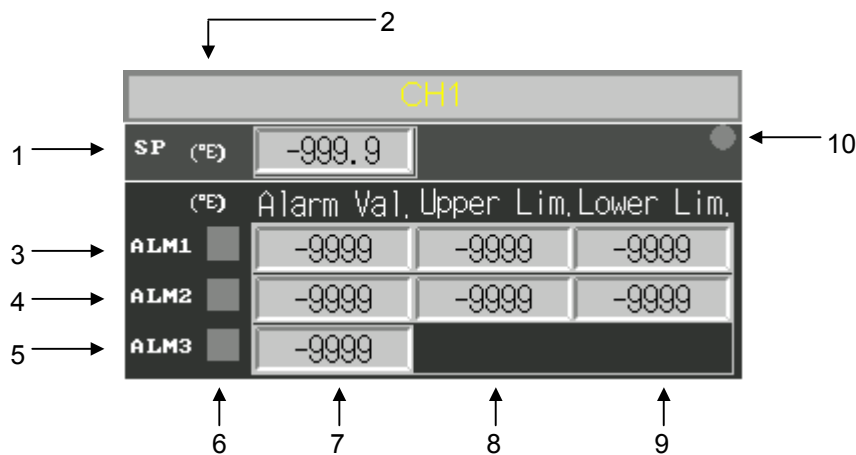 2
CH1
1 SP (°E) -999.9 10
(°E) Alarm Val. Upper Lim. Lower Lim.
3 ALM1 -9999 -9999 -9999
4 ALM2 -9999 -9999 -9999
5 ALM3 -9999
6 7 8 9